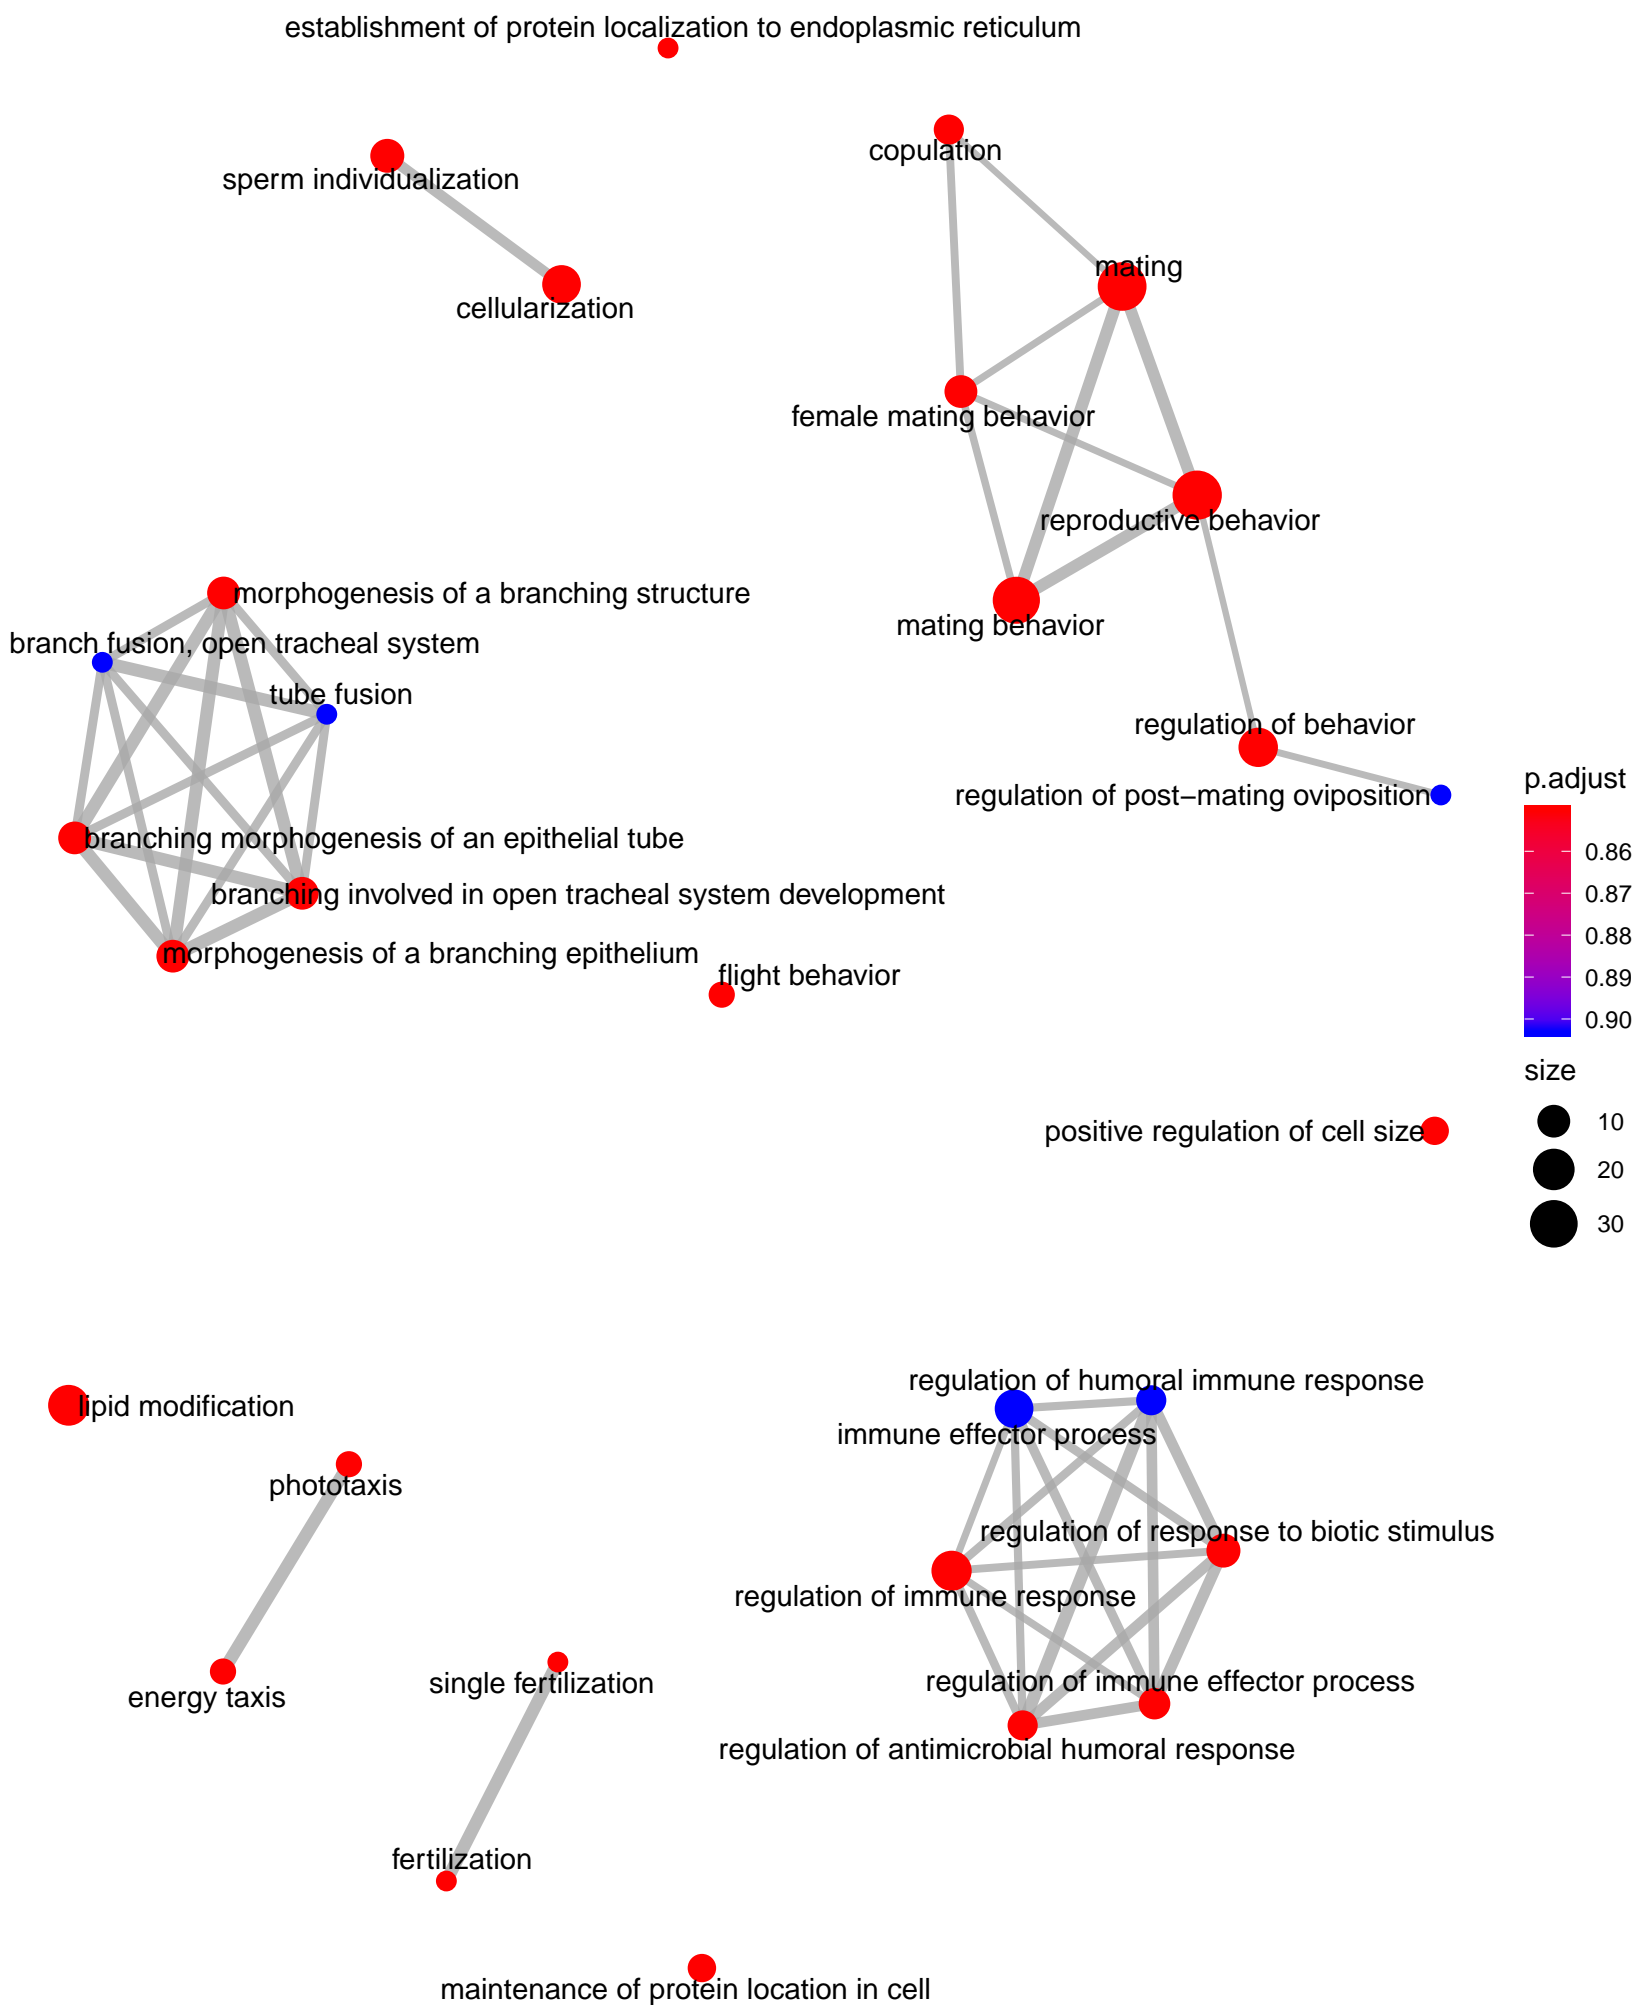 establishment of protein localization to endoplasmic reticulum
copulation
sperm individualization
mating
cellularization
female mating behavior
reproductive behavior
morphogenesis of a branching structure
mating behavior
branch fusion, open tracheal system
tube fusion
regulation of behavior
regulation of post−mating oviposition
branching morphogenesis of an epithelial tube
branching involved in open tracheal system development
morphogenesis of a branching epithelium
flight behavior
p.adjust
0.86
0.87
0.88
0.89
0.90
size
10
20
30
positive regulation of cell size
regulation of humoral immune response
lipid modification
immune effector process
phototaxis
regulation of response to biotic stimulus
regulation of immune response
single fertilization
regulation of immune effector process
energy taxis
regulation of antimicrobial humoral response
fertilization
maintenance of protein location in cell